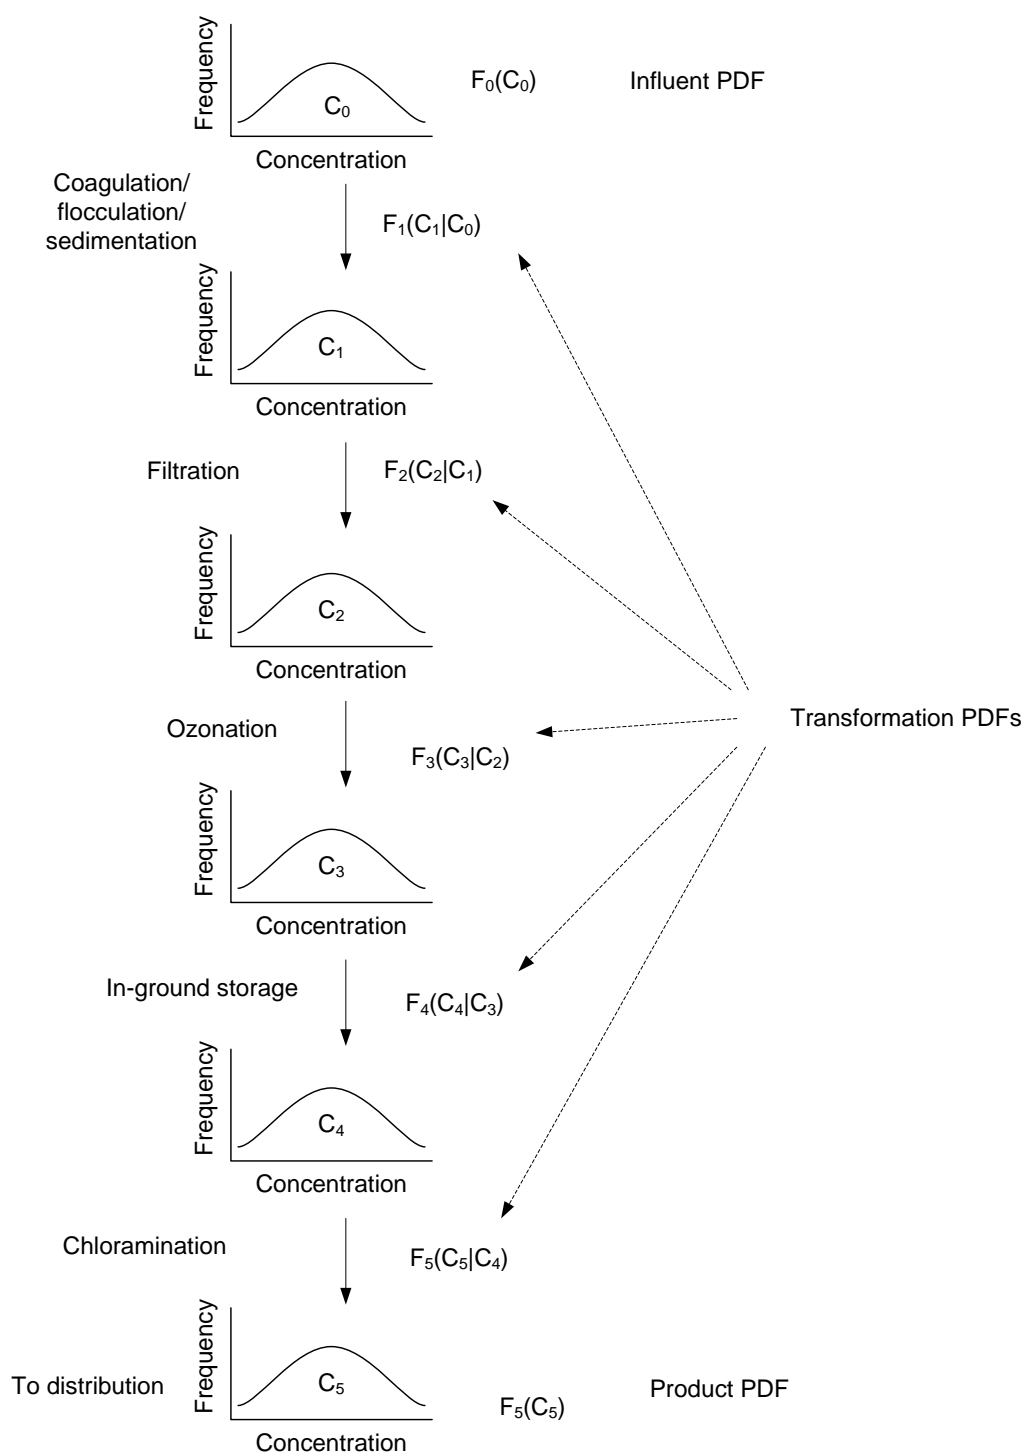 Frequency
C₀
F₀(C₀)
Influent PDF
Concentration
Coagulation/
flocculation/
sedimentation
F₁(C₁|C₀)
Frequency
C₁
Concentration
Filtration
F₂(C₂|C₁)
Frequency
C₂
Concentration
Ozonation
Transformation PDFs
F₃(C₃|C₂)
Frequency
C₃
Concentration
In-ground storage
F₄(C₄|C₃)
Frequency
C₄
Concentration
Chloramination
F₅(C₅|C₄)
Frequency
C₅
To distribution
F₅(C₅)
Product PDF
Concentration